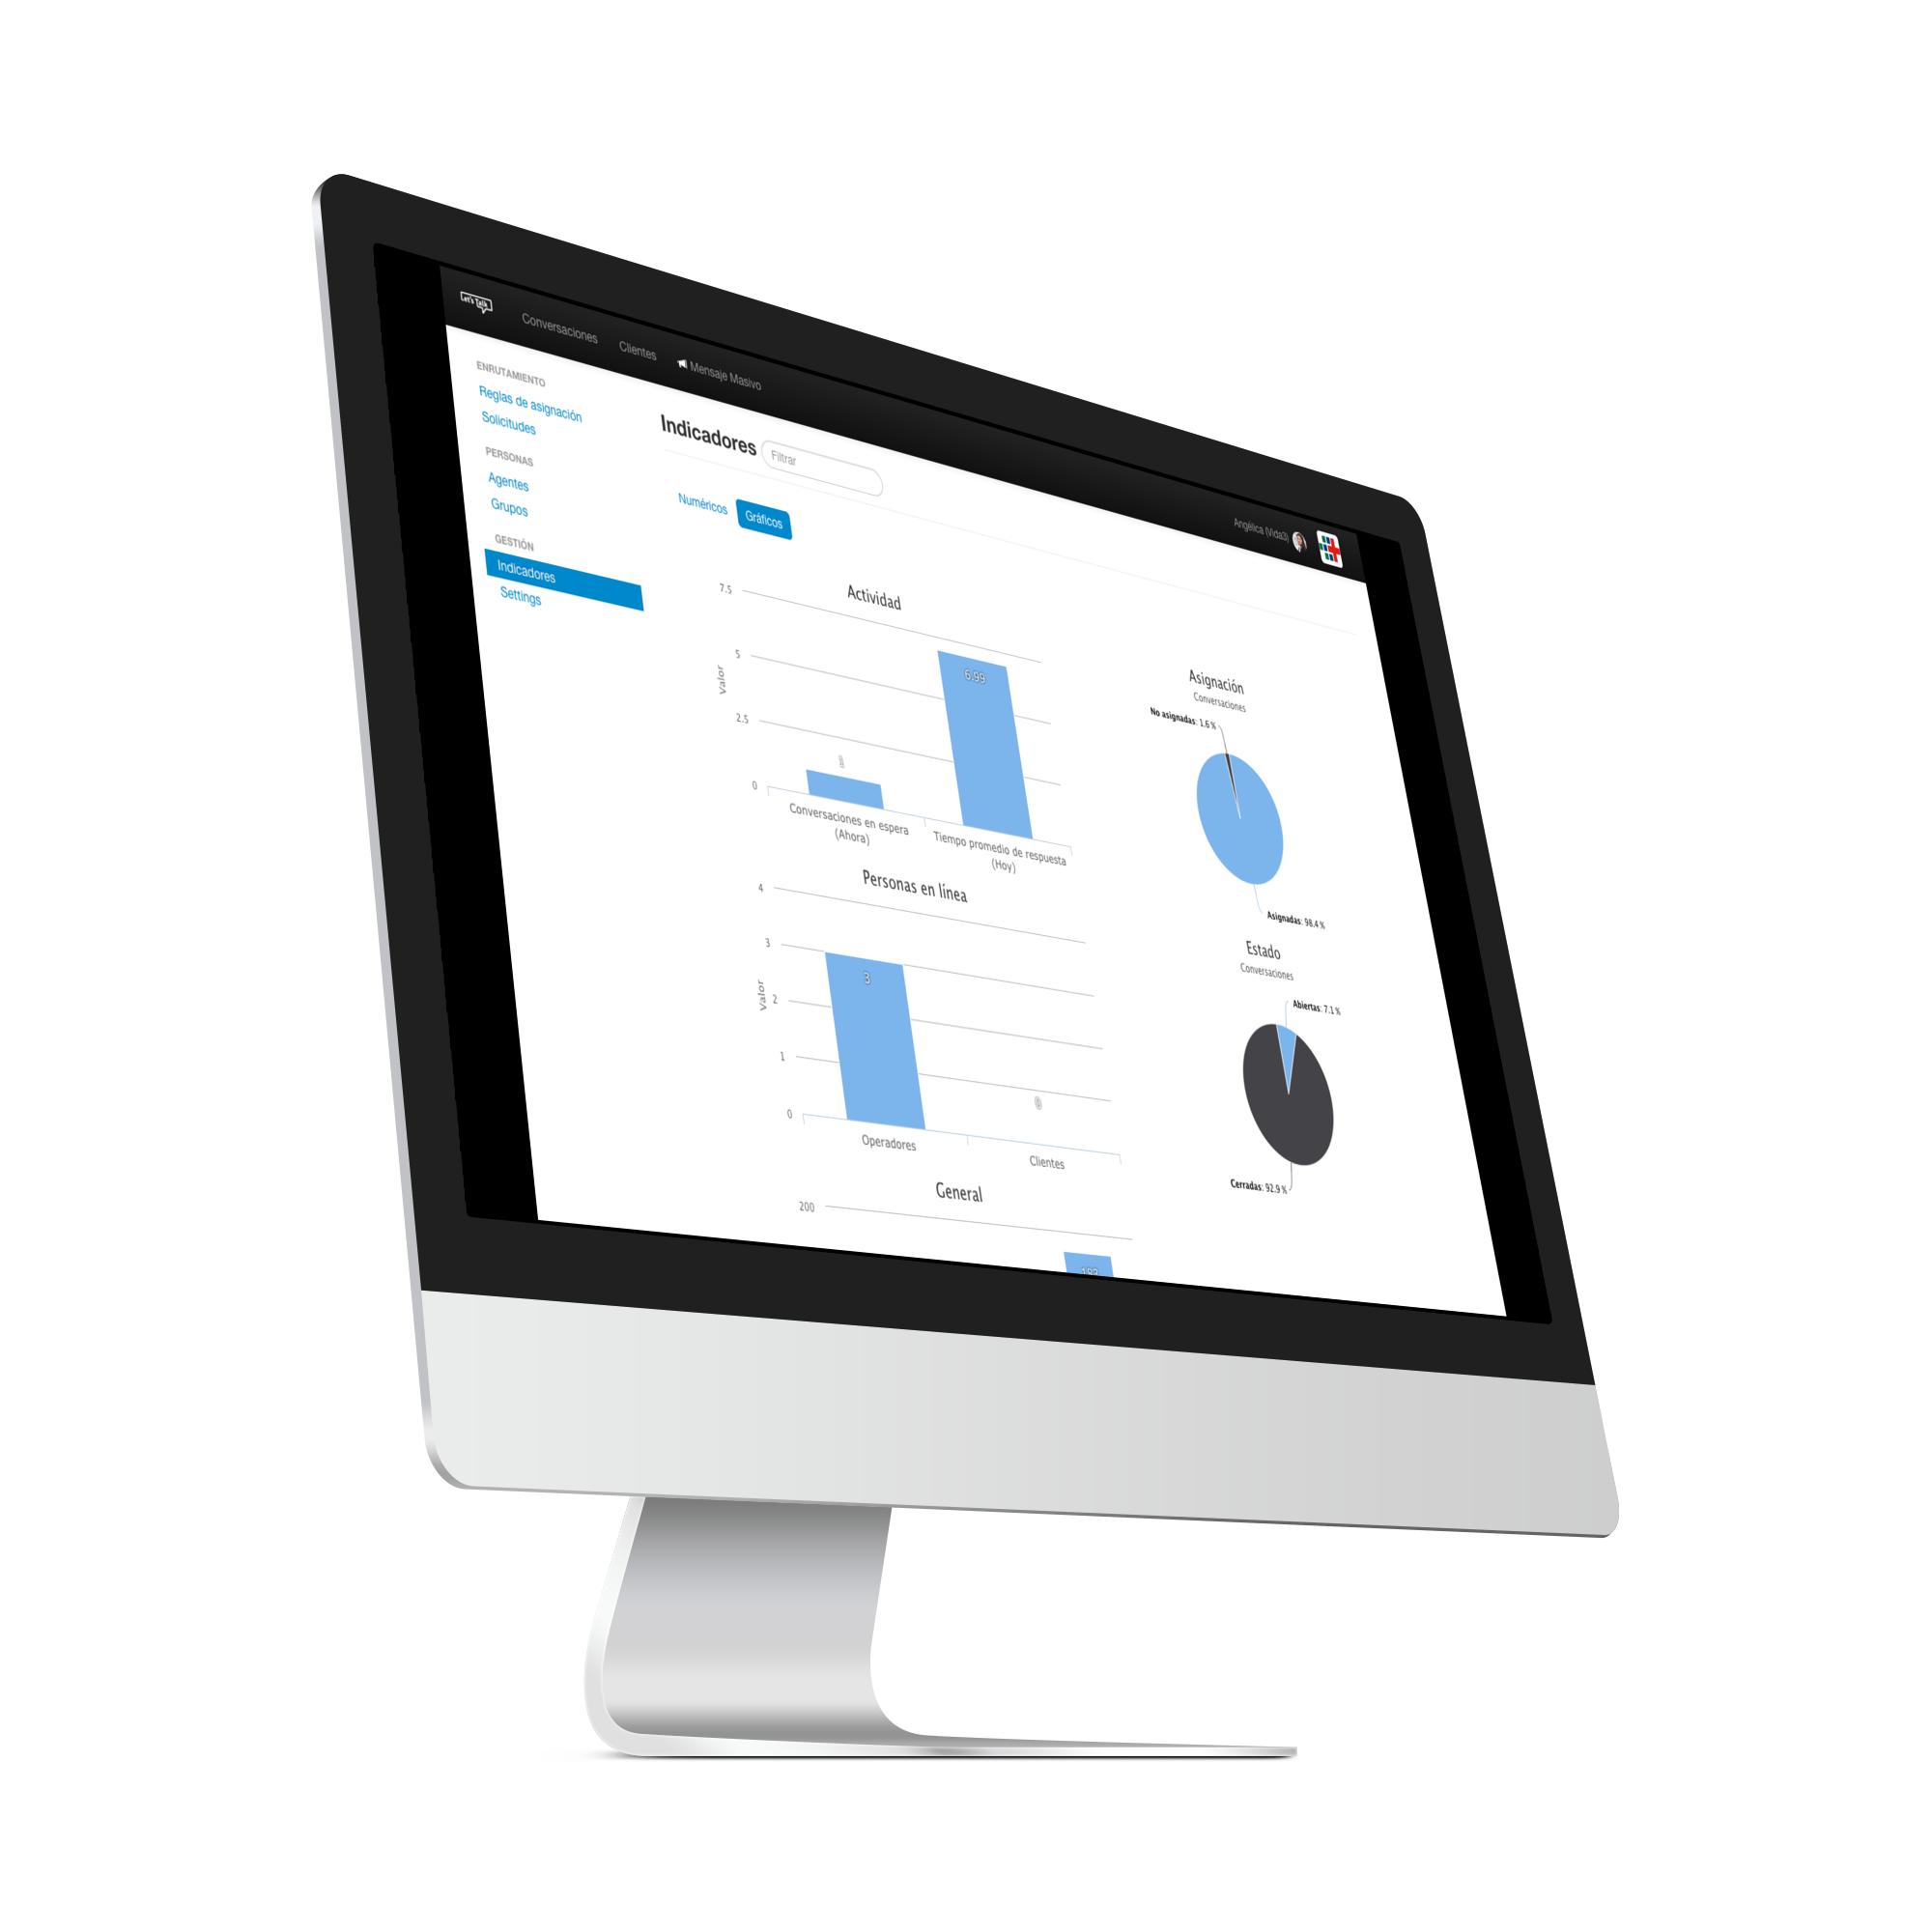 Let's Talk
Conversaciones
Clientes
Mensaje Masivo
Angélica (Vida3)
ENRUTAMIENTO
Reglas de asignación
Solicitudes
PERSONAS
Agentes
Grupos
GESTIÓN
Indicadores
Settings
Indicadores
Filtrar
Numéricos
Gráficos
Actividad
7.5
5
2.5
0
Valor
6.99
Conversaciones en espera
(Ahora)
Tiempo promedio de respuesta
(Hoy)
Personas en línea
4
3
2
1
0
Valor
3
Operadores
Clientes
General
200
Asignación
Conversaciones
No asignadas: 1.6 %
Asignadas: 98.4 %
Estado
Conversaciones
Abiertas: 7.1 %
Cerradas: 92.9 %